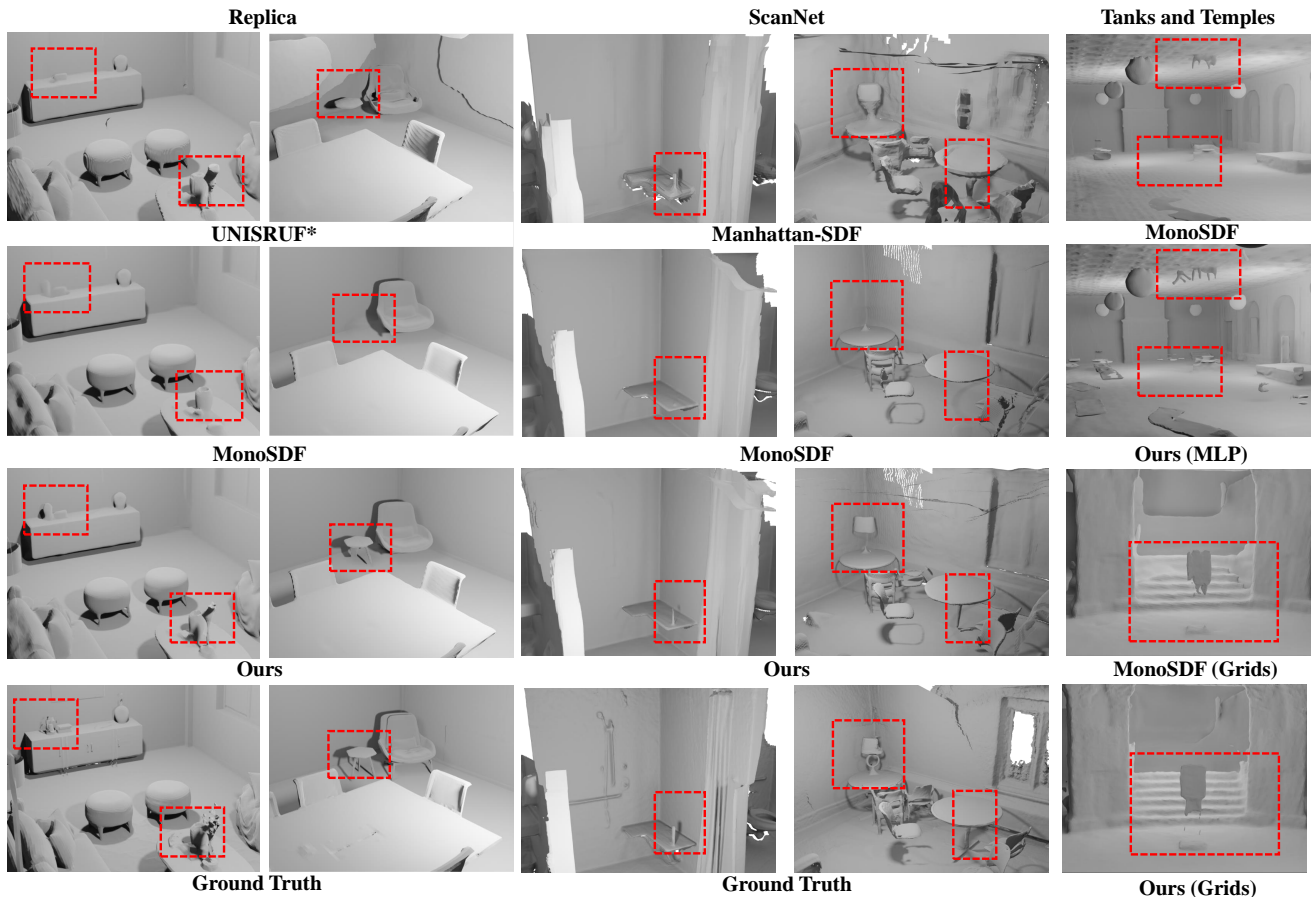 Replica ScanNet Tanks and Temples
UNISRUF* Manhattan-SDF MonoSDF
MonoSDF MonoSDF Ours (MLP)
Ours Ours MonoSDF (Grids)
Ground Truth Ground Truth Ours (Grids)